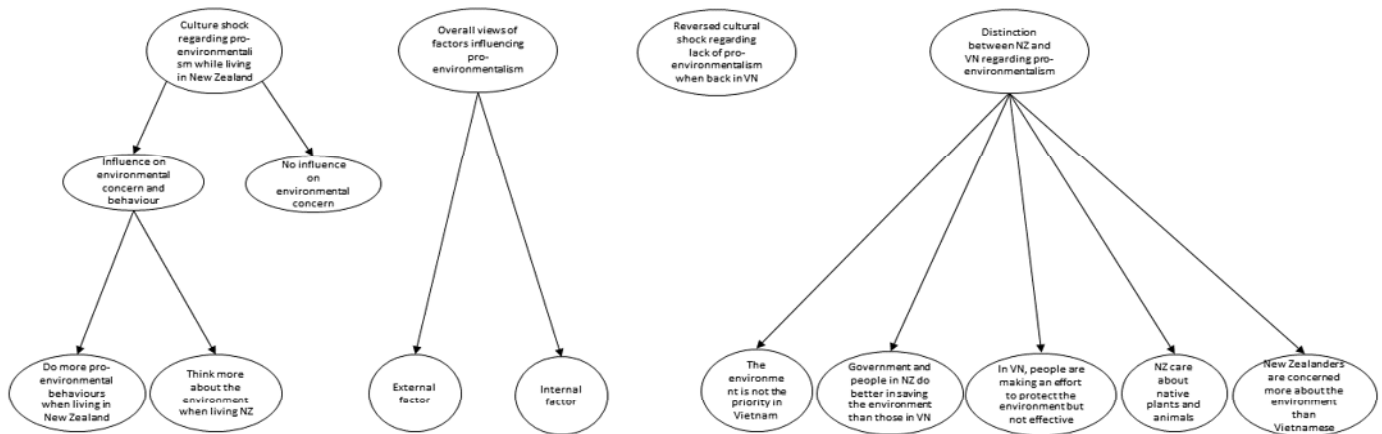 Culture shock
regarding pro-
environmentali
sm while living
in New Zealand
Overall views of
factors influencing
pro-
environmentalism
Reversed cultural
shock regarding
lack of pro-
environmentalism
when back in VN
Distinction
between NZ and
VN regarding pro-
environmentalism
Influence on
environmental
concern and
behaviour
No influence
on
environmental
concern
Do more pro-
environmental
behaviours
when living in
New Zealand
Think more
about the
environment
when living NZ
External
factor
Internal
factor
The
environme
nt is not the
priority in
Vietnam
Government and
people in NZ do
better in saving
the environment
than those in VN
In VN, people are
making an effort
to protect the
environment but
not effective
NZ care
about
native
plants and
animals
New Zealanders
are concerned
more about the
environment
than
Vietnamese